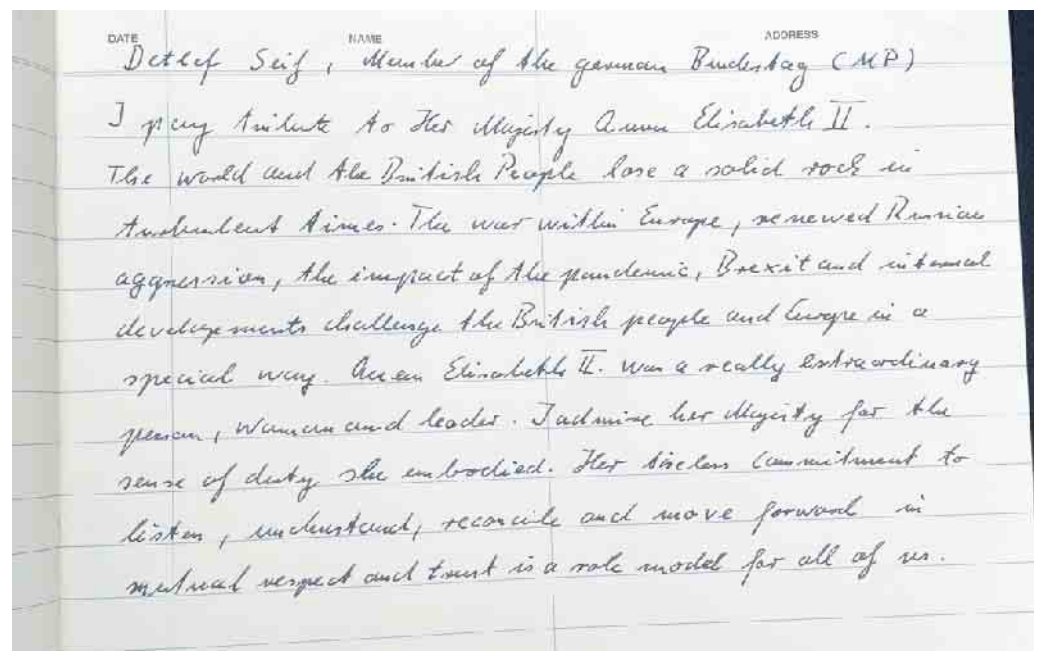 DATE NAME ADDRESS
Detlef Seif, Member of the german Bundestag (MP)
I pay tribute to Her Majesty Queen Elisabeth II.
The world and the British People lose a solid rock in
turbulent times. The war within Europe, renewed Russian
aggression, the impact of the pandemic, Brexit and internal
developements challenge the British people and Europe in a
special way. Queen Elisabeth II. was a really extraordinary
person, woman and leader. I admire her Majesty for the
sense of duty she embodied. Her tireless commitment to
listen, understand, reconcile and move forward in
mutual respect and trust is a role model for all of us.